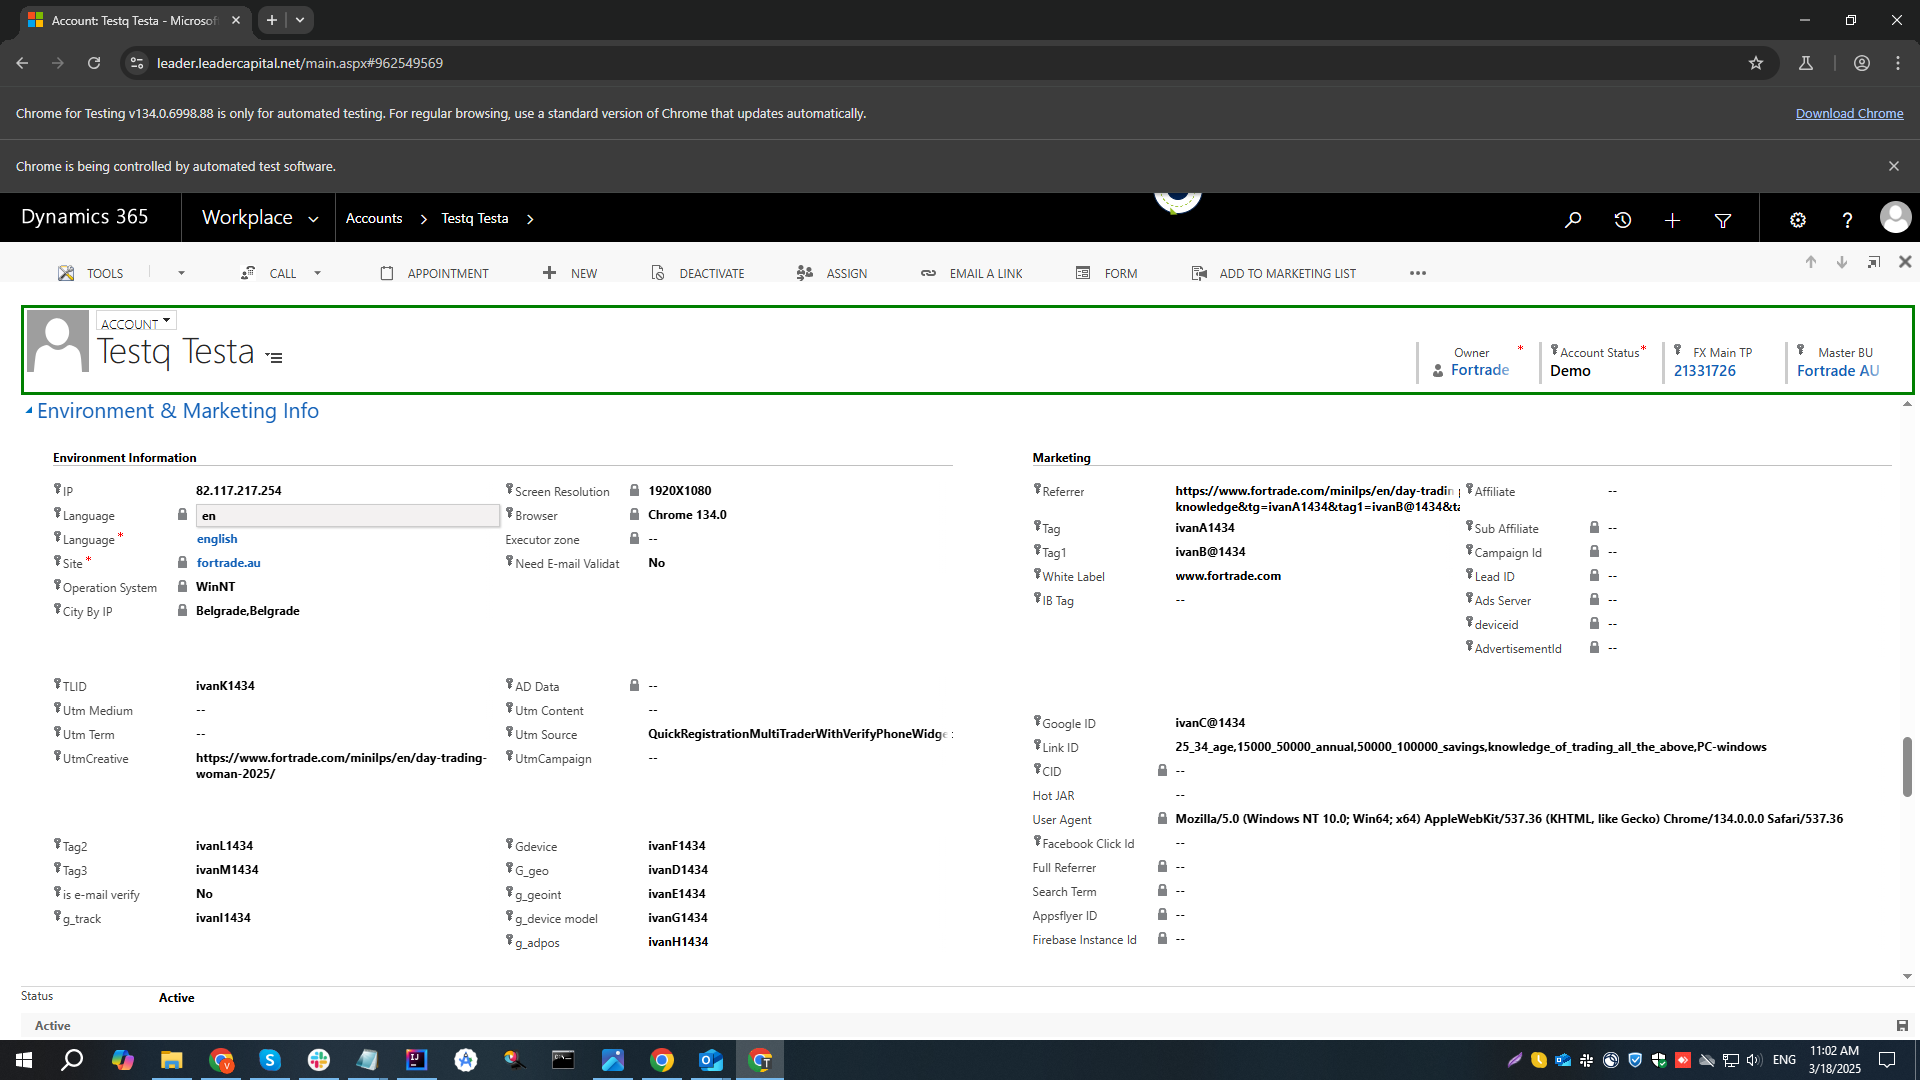 Account: Testq Testa - Microsof
leader.leadercapital.net/main.aspx#962549569
Chrome for Testing v134.0.6998.88 is only for automated testing. For regular browsing, use a standard version of Chrome that updates automatically.
Download Chrome
Chrome is being controlled by automated test software.
Dynamics 365
Workplace
Accounts
Testq Testa
TOOLS
CALL
APPOINTMENT
NEW
DEACTIVATE
ASSIGN
EMAIL A LINK
FORM
ADD TO MARKETING LIST
ACCOUNT
Testq Testa
Owner *
Fortrade
Account Status *
Demo
FX Main TP
21331726
Master BU
Fortrade AU
Environment & Marketing Info
Environment Information
IP 82.117.217.254
Language en
Language * english
Site * fortrade.au
Operation System WinNT
City By IP Belgrade,Belgrade
Screen Resolution 1920X1080
Browser Chrome 134.0
Executor zone --
Need E-mail Validat No
TLID ivanK1434
Utm Medium --
Utm Term --
UtmCreative https://www.fortrade.com/minilps/en/day-trading-
woman-2025/
AD Data --
Utm Content --
Utm Source QuickRegistrationMultiTraderWithVerifyPhoneWidge
UtmCampaign --
Tag2 ivanL1434
Tag3 ivanM1434
is e-mail verify No
g_track ivanI1434
Gdevice ivanF1434
G_geo ivanD1434
g_geoint ivanE1434
g_device model ivanG1434
g_adpos ivanH1434
Marketing
Referrer https://www.fortrade.com/minilps/en/day-tradin
knowledge&tg=ivanA1434&tag1=ivanB@1434&ta
Tag ivanA1434
Tag1 ivanB@1434
White Label www.fortrade.com
IB Tag --
Affiliate --
Sub Affiliate --
Campaign Id --
Lead ID --
Ads Server --
deviceid --
AdvertisementId --
Google ID ivanC@1434
Link ID 25_34_age,15000_50000_annual,50000_100000_savings,knowledge_of_trading_all_the_above,PC-windows
CID --
Hot JAR --
User Agent Mozilla/5.0 (Windows NT 10.0; Win64; x64) AppleWebKit/537.36 (KHTML, like Gecko) Chrome/134.0.0.0 Safari/537.36
Facebook Click Id --
Full Referrer --
Search Term --
Appsflyer ID --
Firebase Instance Id --
Status Active
Active
ENG
11:02 AM
3/18/2025